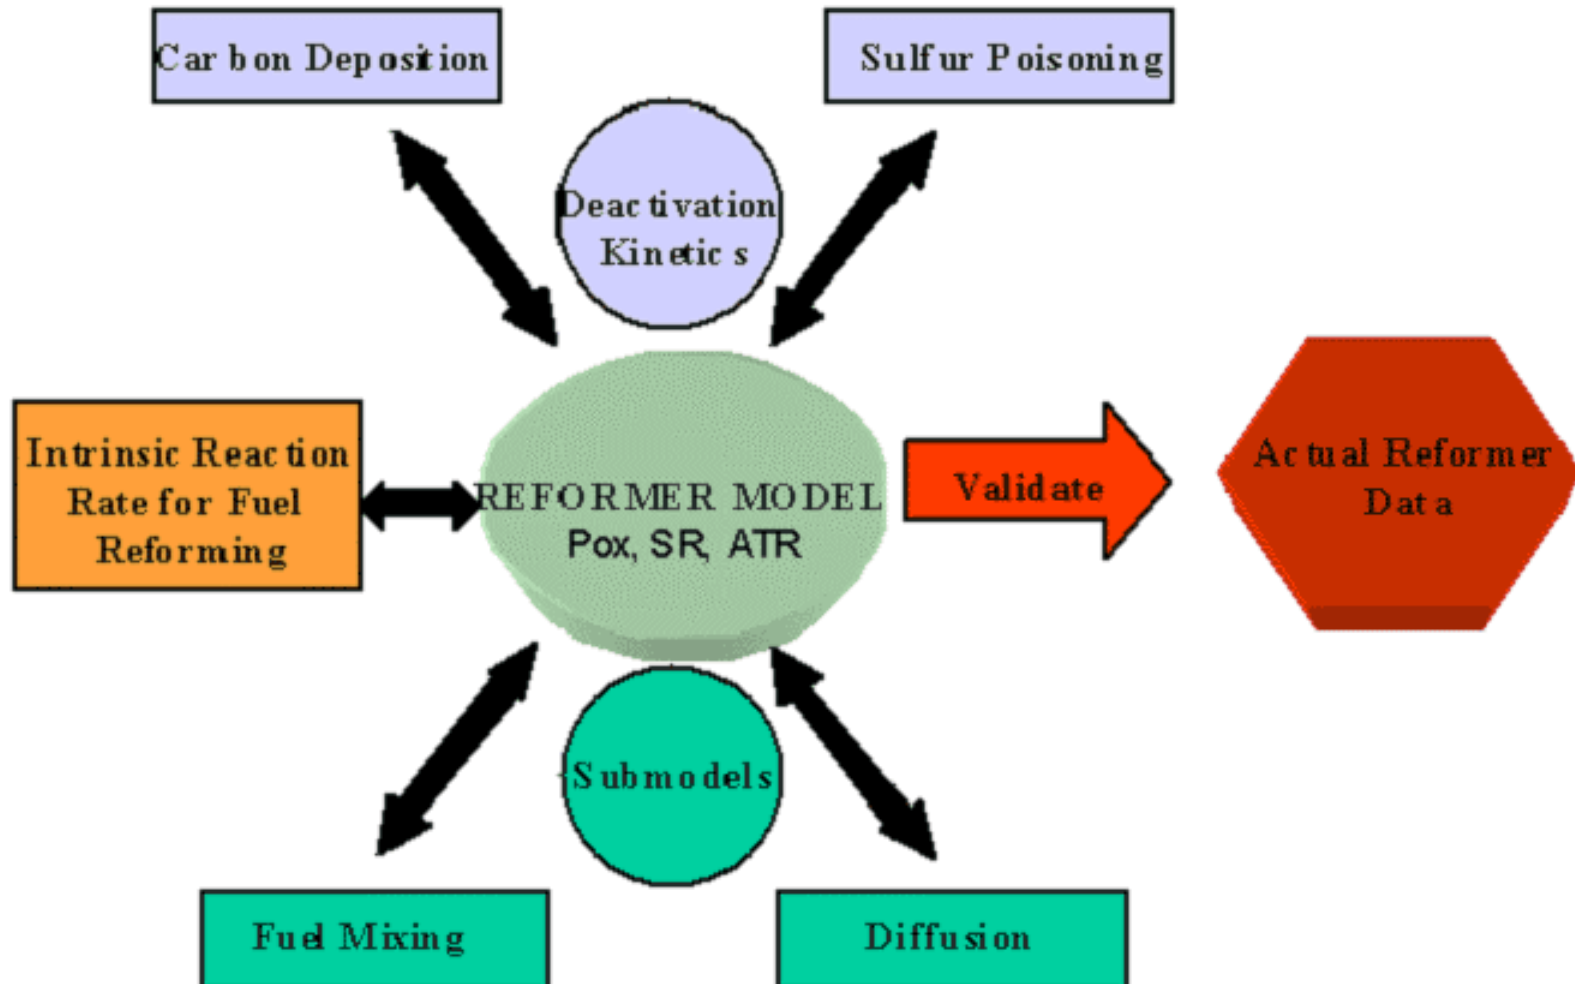 Carbon Deposition
Sulfur Poisoning
Deactivation
Kinetics
Intrinsic Reaction
Rate for Fuel
Reforming
REFORMER MODEL
Pox, SR, ATR
Validate
Actual Reformer
Data
Submodels
Fuel Mixing
Diffusion